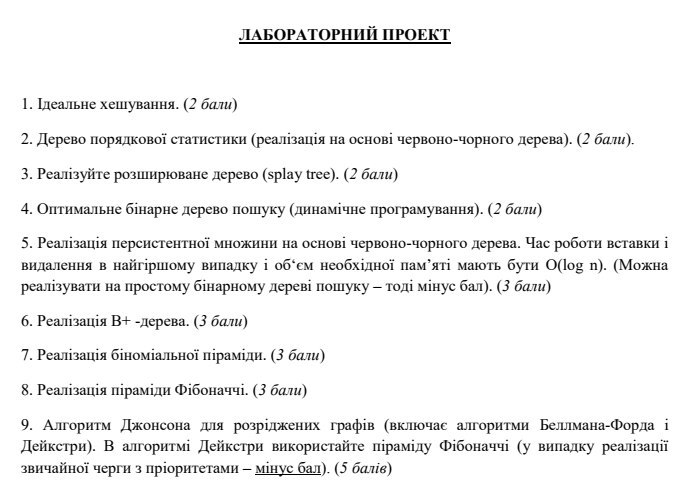 ЛАБОРАТОРНИЙ ПРОЕКТ
1. Ідеальне хешування. (2 бали)
2. Дерево порядкової статистики (реалізація на основі червоно-чорного дерева). (2 бали).
3. Реалізуйте розширюване дерево (splay tree). (2 бали)
4. Оптимальне бінарне дерево пошуку (динамічне програмування). (2 бали)
5. Реалізація персистентної множини на основі червоно-чорного дерева. Час роботи вставки і
видалення в найгіршому випадку і об‘єм необхідної пам’яті мають бути O(log n). (Можна
реалізувати на простому бінарному дереві пошуку – тоді мінус бал). (3 бали)
6. Реалізація B+ -дерева. (3 бали)
7. Реалізація біноміальної піраміди. (3 бали)
8. Реалізація піраміди Фібоначчі. (3 бали)
9. Алгоритм Джонсона для розріджених графів (включає алгоритми Беллмана-Форда і
Дейкстри). В алгоритмі Дейкстри використайте піраміду Фібоначчі (у випадку реалізації
звичайної черги з пріоритетами – мінус бал). (5 балів)